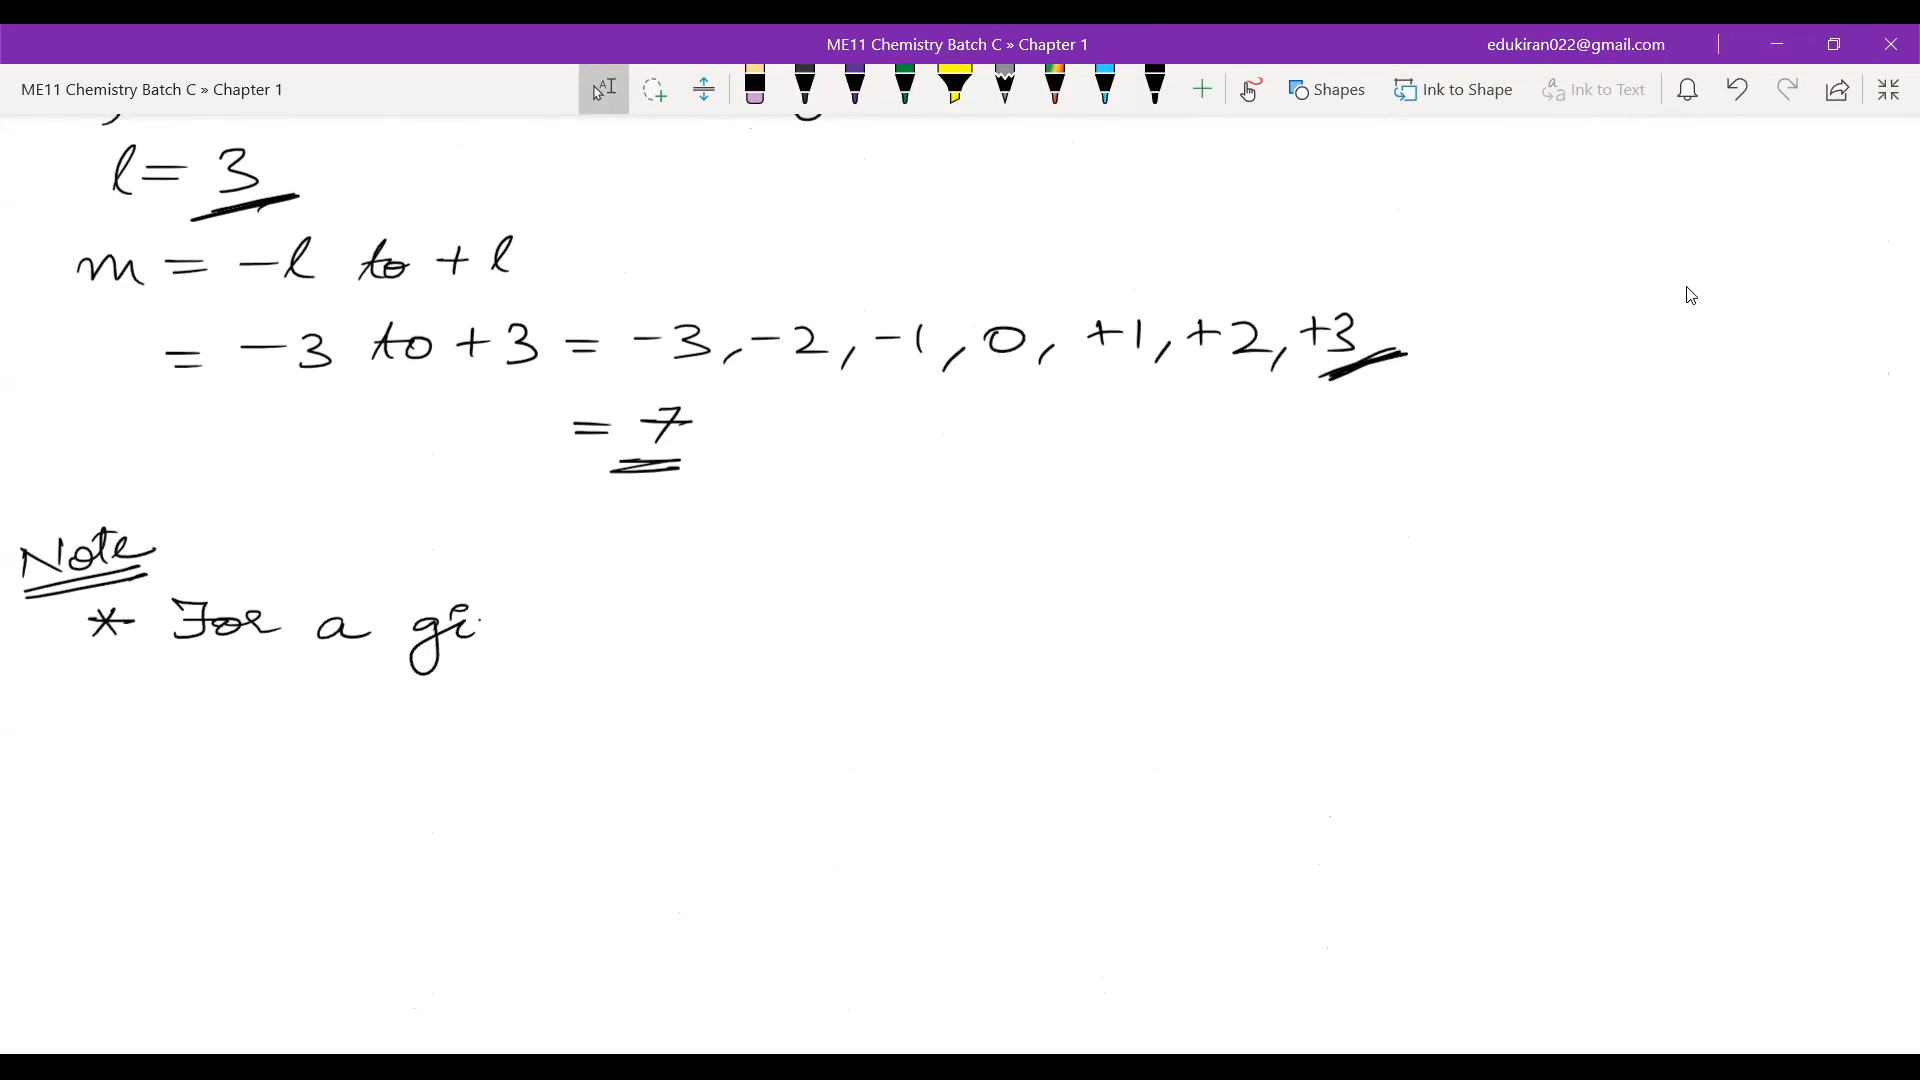 ME11 Chemistry Batch C » Chapter 1
edukiran022@gmail.com
ME11 Chemistry Batch C » Chapter 1
Shapes
Ink to Shape
Ink to Text
l = 3
m = -l to +l
= -3 to +3 = -3, -2, -1, 0, +1, +2, +3
= 7
Note
* For a gi